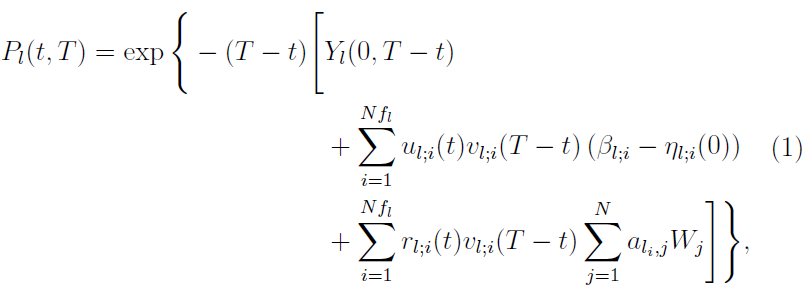 P_l(t, T) = exp { − (T − t) [ Y_l(0, T − t)
+ ∑_{i=1}^{Nf_l} u_{l;i}(t)v_{l;i}(T − t) (β_{l;i} − η_{l;i}(0)) (1)
+ ∑_{i=1}^{Nf_l} r_{l;i}(t)v_{l;i}(T − t) ∑_{j=1}^{N} a_{l_i,j}W_j ] },